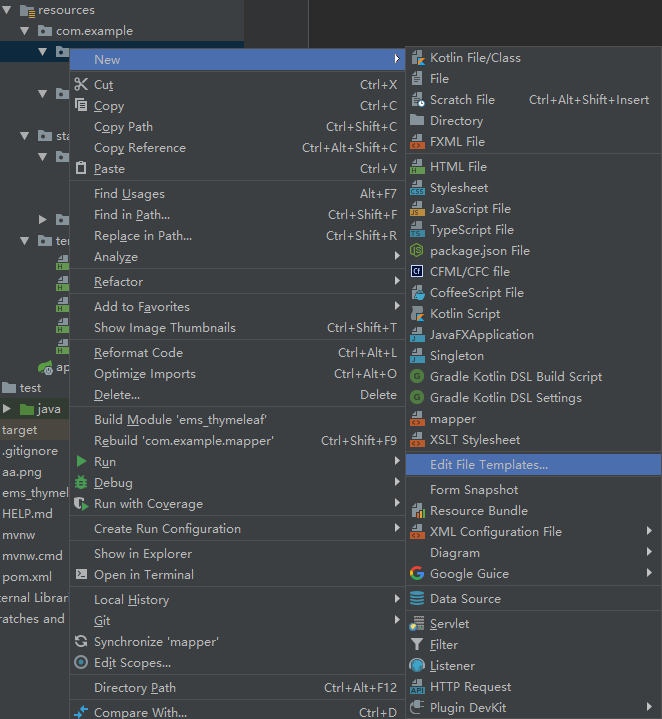 resources
com.example
New
Cut Ctrl+X
Copy Ctrl+C
Copy Path Ctrl+Shift+C
Copy Reference Ctrl+Alt+Shift+C
Paste Ctrl+V
Find Usages Alt+F7
Find in Path... Ctrl+Shift+F
Replace in Path... Ctrl+Shift+R
Analyze
Refactor
Add to Favorites
Show Image Thumbnails Ctrl+Shift+T
Reformat Code Ctrl+Alt+L
Optimize Imports Ctrl+Alt+O
Delete... Delete
Build Module 'ems_thymeleaf'
Rebuild 'com.example.mapper' Ctrl+Shift+F9
Run
Debug
Run with Coverage
Create Run Configuration
Show in Explorer
Open in Terminal
Local History
Git
Synchronize 'mapper'
Edit Scopes...
Directory Path Ctrl+Alt+F12
Compare With... Ctrl+D
Kotlin File/Class
File
Scratch File Ctrl+Alt+Shift+Insert
Directory
FXML File
HTML File
Stylesheet
JavaScript File
TypeScript File
package.json File
CFML/CFC file
CoffeeScript File
Kotlin Script
JavaFXApplication
Singleton
Gradle Kotlin DSL Build Script
Gradle Kotlin DSL Settings
mapper
XSLT Stylesheet
Edit File Templates...
Form Snapshot
Resource Bundle
XML Configuration File
Diagram
Google Guice
Data Source
Servlet
Filter
Listener
HTTP Request
Plugin DevKit
sta
te
ap
test
java
target
.gitignore
aa.png
ems_thymel
HELP.md
mvnw
mvnw.cmd
pom.xml
ternal Librar
ratches and